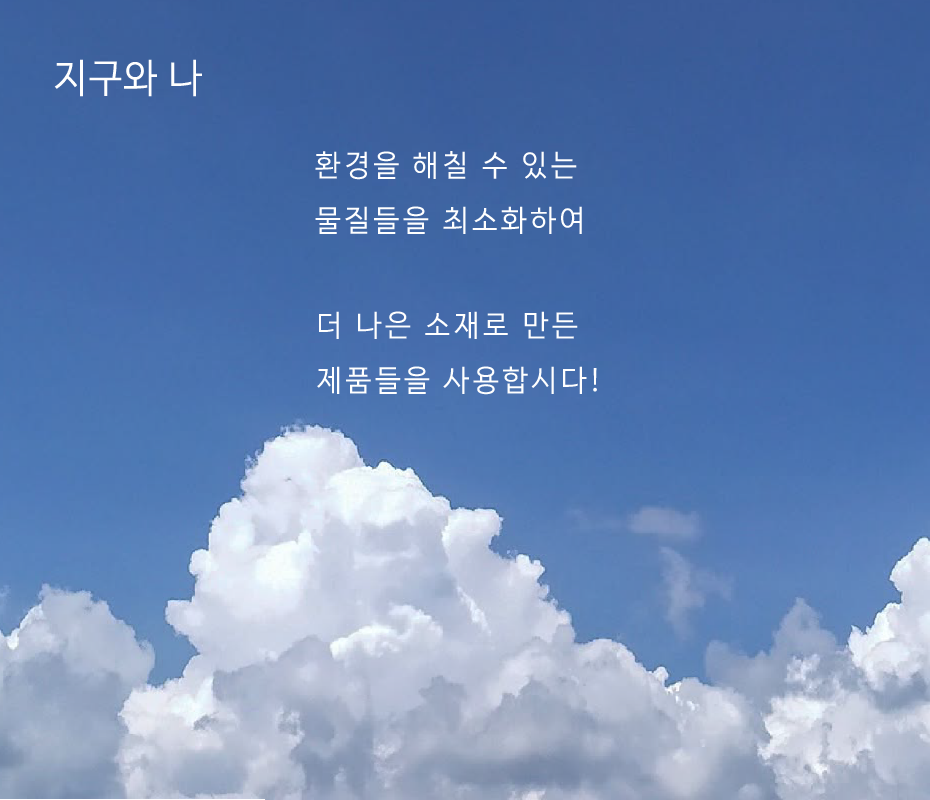 지구와 나
환경을 해칠 수 있는
물질들을 최소화하여
더 나은 소재로 만든
제품들을 사용합시다!